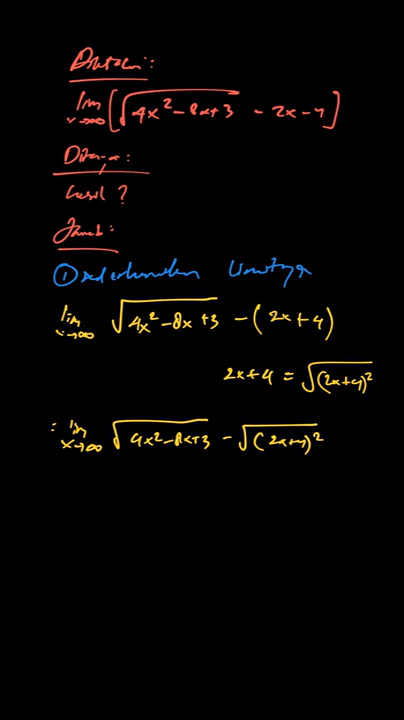 Diketahui:
lim x→∞ (√(4x² - 8x + 3) - 2x - 4)
Ditanya:
hasil ?
Jawab:
① Sederhanakan
lim x→∞ √(4x² - 8x + 3) - (2x + 4)
2x + 4 = √((2x + 4)²)
= lim x→∞ √(4x² - 8x + 3) - √((2x + 4)²)